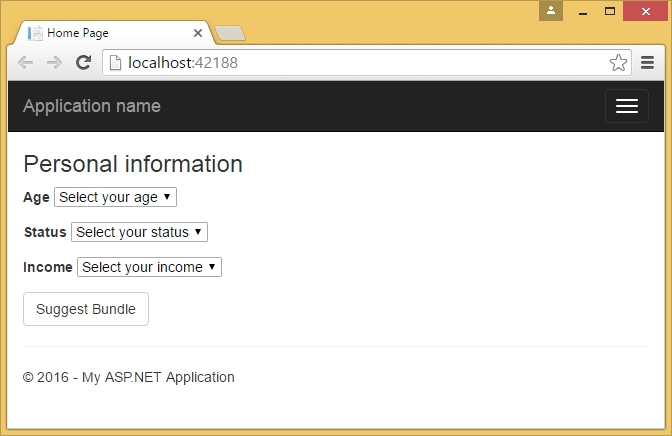 Home Page
localhost:42188
Application name
Personal information
Age Select your age
Status Select your status
Income Select your income
Suggest Bundle
© 2016 - My ASP.NET Application